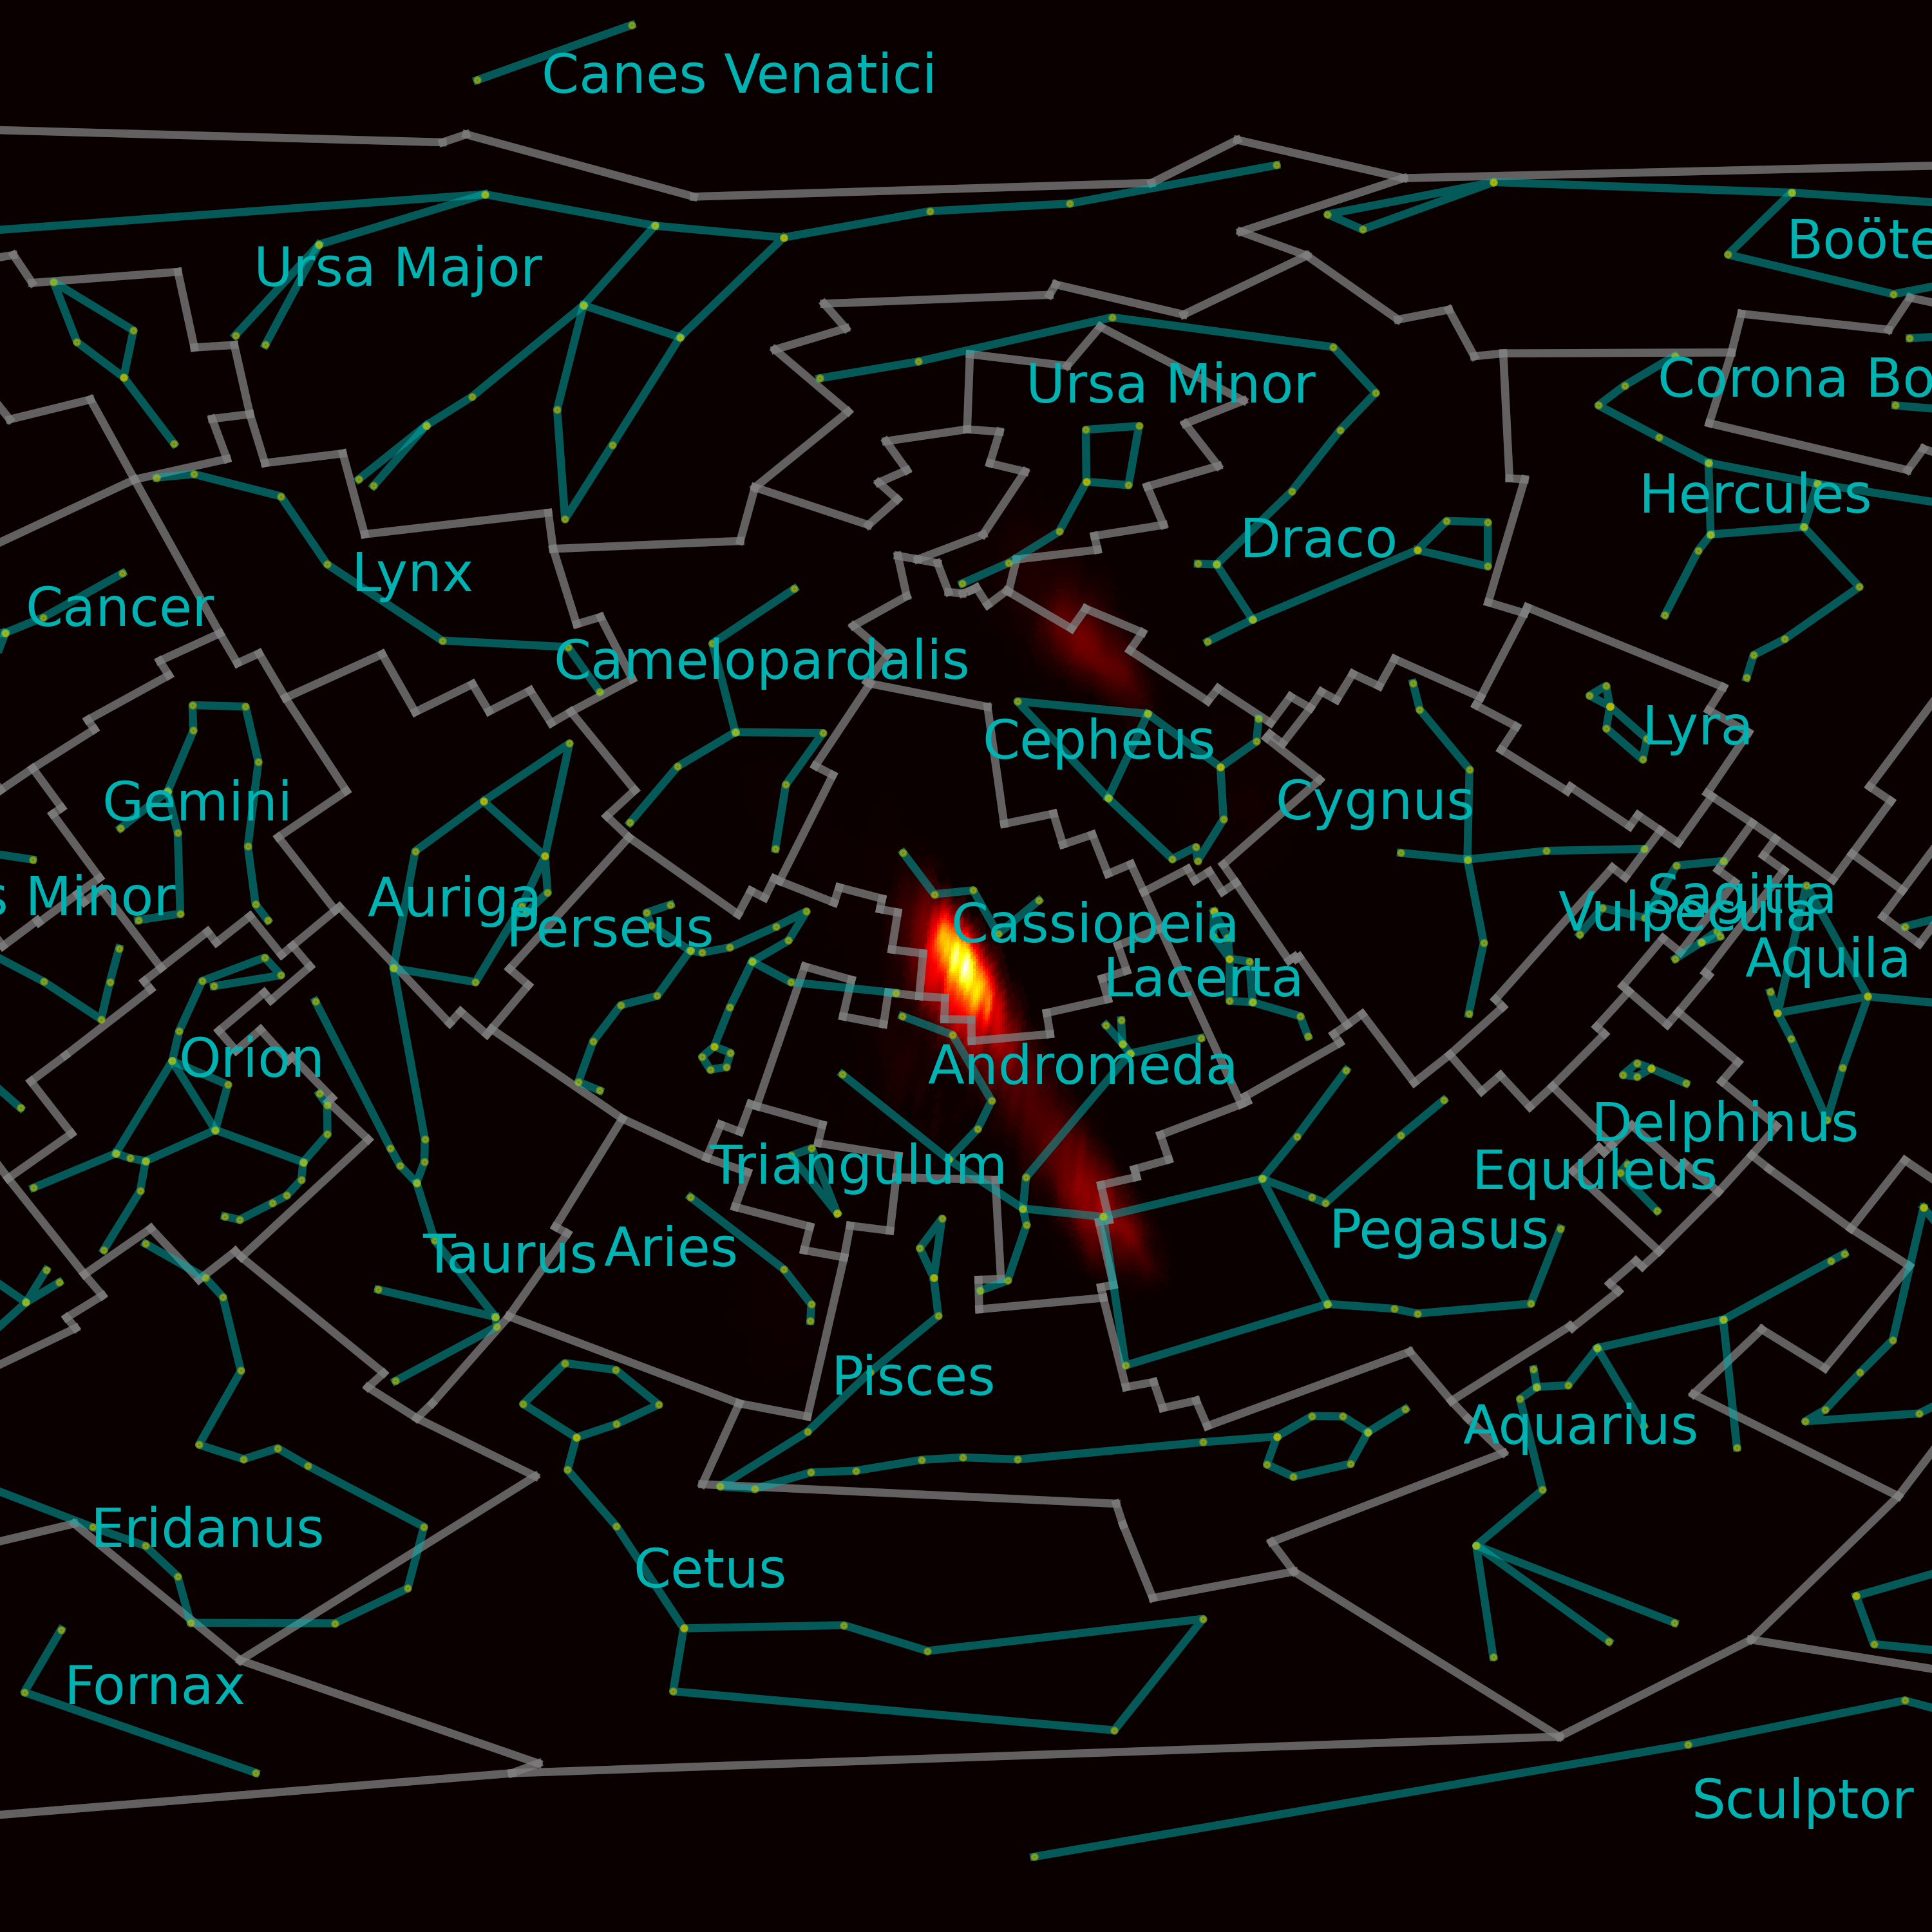 Canes Venatici
Ursa Major
Boöte
Ursa Minor
Corona Bo
Hercules
Draco
Lynx
Cancer
Camelopardalis
Lyra
Cepheus
Gemini
Cygnus
s Minor
Auriga
Sagitta
Vulpecula
Perseus
Cassiopeia
Aquila
Lacerta
Orion
Andromeda
Delphinus
Triangulum
Equuleus
Pegasus
Taurus
Aries
Pisces
Aquarius
Eridanus
Cetus
Fornax
Sculptor